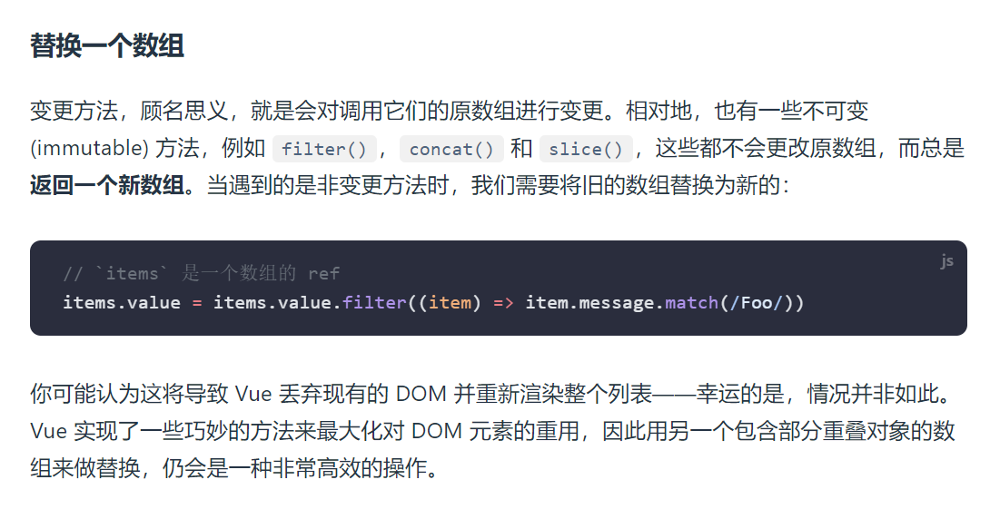 替换一个数组
变更方法，顾名思义，就是会对调用它们的原数组进行变更。相对地，也有一些不可变
(immutable) 方法，例如 filter()，concat() 和 slice()，这些都不会更改原数组，而总是
返回一个新数组。当遇到的是非变更方法时，我们需要将旧的数组替换为新的：
js
// `items` 是一个数组的 ref
items.value = items.value.filter((item) => item.message.match(/Foo/))
你可能认为这将导致 Vue 丢弃现有的 DOM 并重新渲染整个列表——幸运的是，情况并非如此。
Vue 实现了一些巧妙的方法来最大化对 DOM 元素的重用，因此用另一个包含部分重叠对象的数
组来做替换，仍会是一种非常高效的操作。